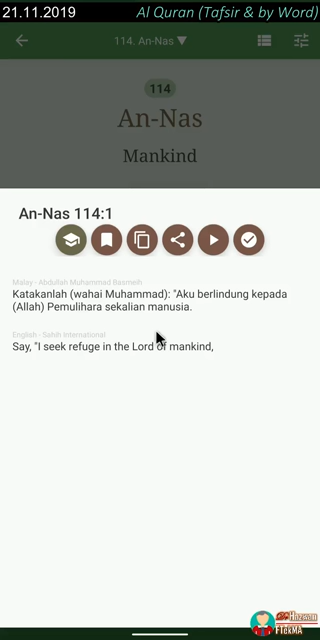 21.11.2019 Al Quran (Tafsir & by Word)
114. An-Nas
114
An-Nas
Mankind
An-Nas 114:1
Malay - Abdullah Muhammad Basmeih
Katakanlah (wahai Muhammad): "Aku berlindung kepada
(Allah) Pemulihara sekalian manusia.
English - Sahih International
Say, "I seek refuge in the Lord of mankind,
Hazwan
FTekMA